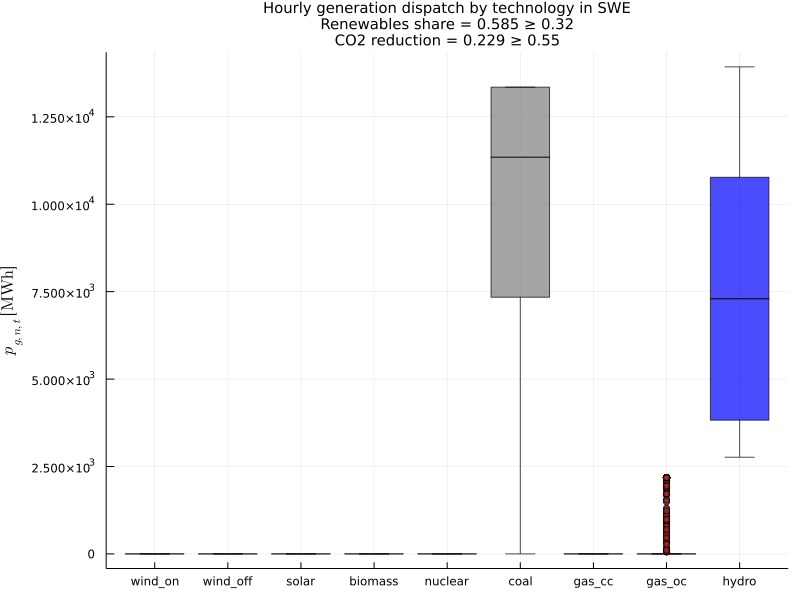 Hourly generation dispatch by technology in SWE
Renewables share = 0.585 ≥ 0.32
CO2 reduction = 0.229 ≥ 0.55
p_{g,n,t} [MWh]
1.250×10⁴
1.000×10⁴
7.500×10³
5.000×10³
2.500×10³
0
wind_on wind_off solar biomass nuclear coal gas_cc gas_oc hydro